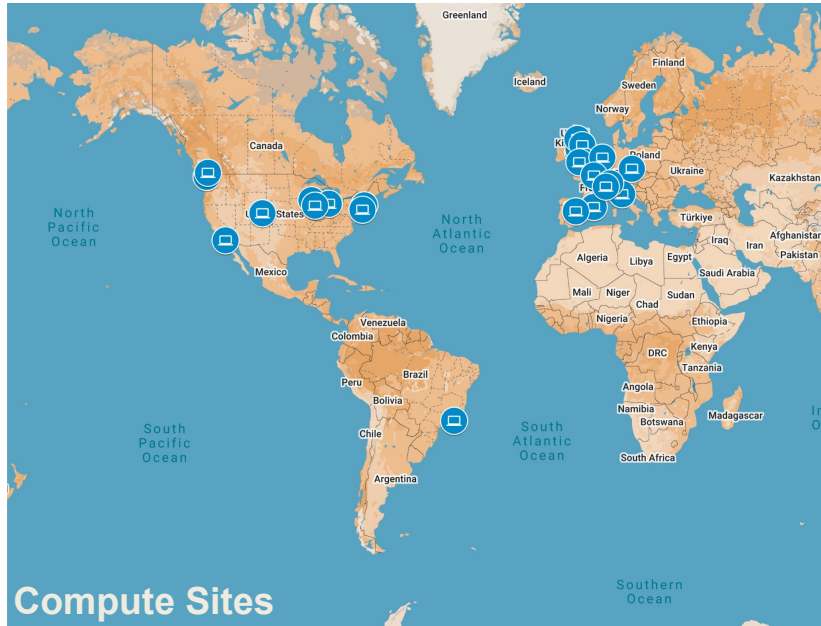 Greenland
Iceland
Finland
Sweden
Norway
Canada
Poland
Ukraine
Kazakhstan
North
Pacific
Ocean
North
Atlantic
Ocean
Türkiye
Afghanistan
Iraq
Iran
Pakistan
Mexico
Algeria
Libya
Egypt
Saudi Arabia
Mali
Niger
Chad
Sudan
Venezuela
Nigeria
Ethiopia
Colombia
DRC
Kenya
Peru
Brazil
Tanzania
Bolivia
Angola
Namibia
Madagascar
Botswana
South
Pacific
Ocean
Chile
South
Atlantic
Ocean
South Africa
Argentina
Southern
Ocean
Compute Sites